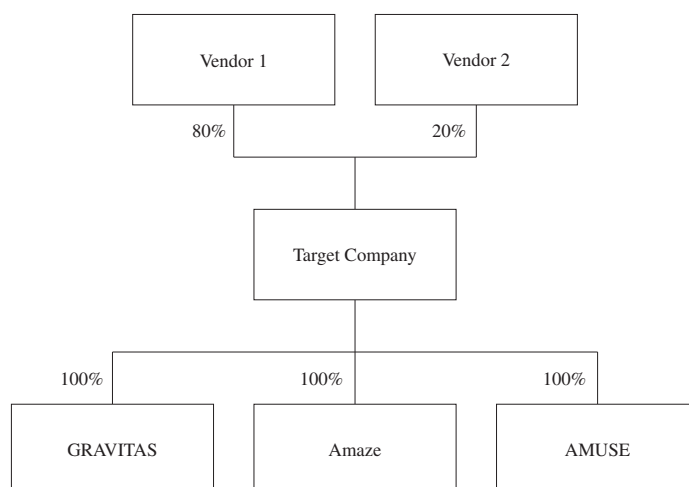 Vendor 1
Vendor 2
80%
20%
Target Company
100%
100%
100%
GRAVITAS
Amaze
AMUSE